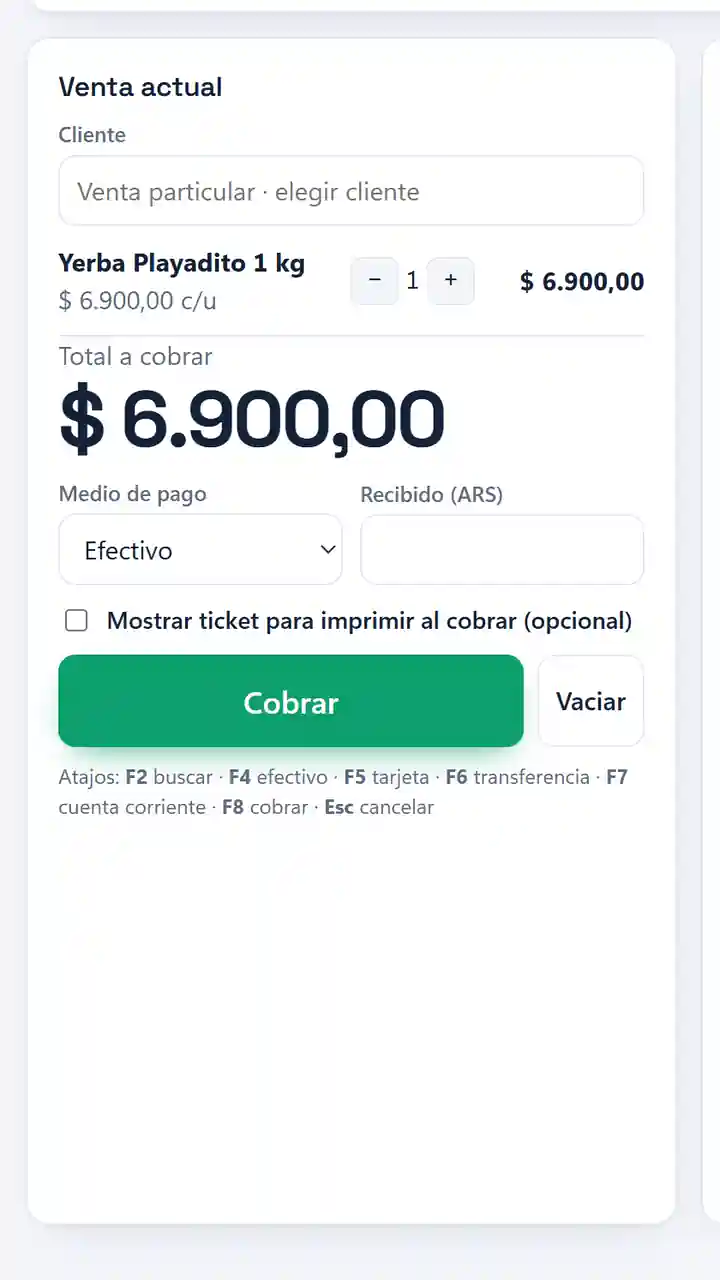 Venta actual
Cliente
Venta particular · elegir cliente
Yerba Playadito 1 kg
$ 6.900,00 c/u
− 1 +
$ 6.900,00
Total a cobrar
$ 6.900,00
Medio de pago
Recibido (ARS)
Efectivo
Mostrar ticket para imprimir al cobrar (opcional)
Cobrar
Vaciar
Atajos: F2 buscar · F4 efectivo · F5 tarjeta · F6 transferencia · F7
cuenta corriente · F8 cobrar · Esc cancelar